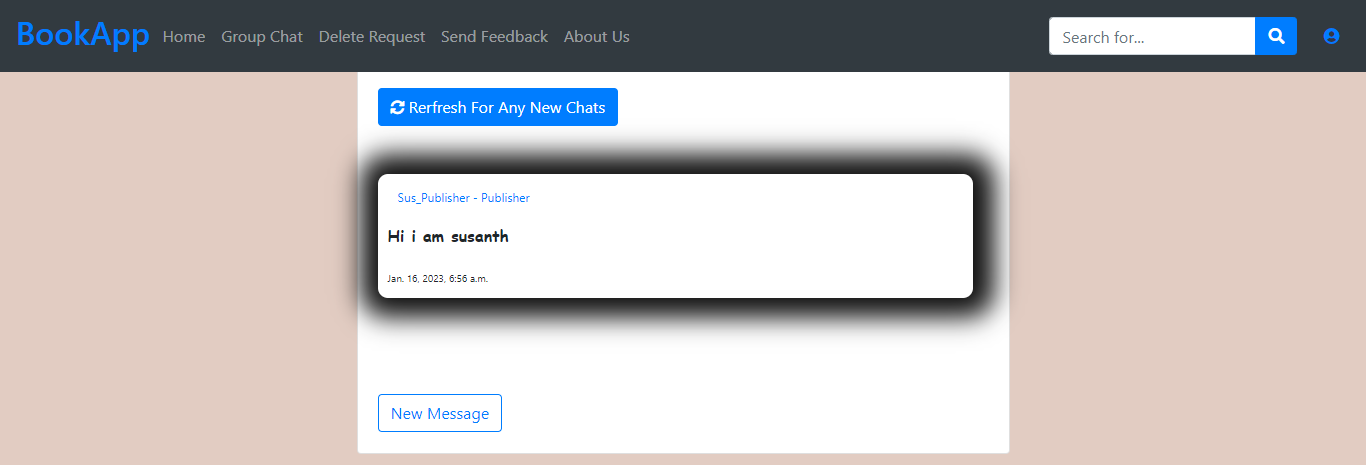 BookApp Home Group Chat Delete Request Send Feedback About Us Search for...
Rerfresh For Any New Chats
Sus_Publisher - Publisher
Hi i am susanth
Jan. 16, 2023, 6:56 a.m.
New Message